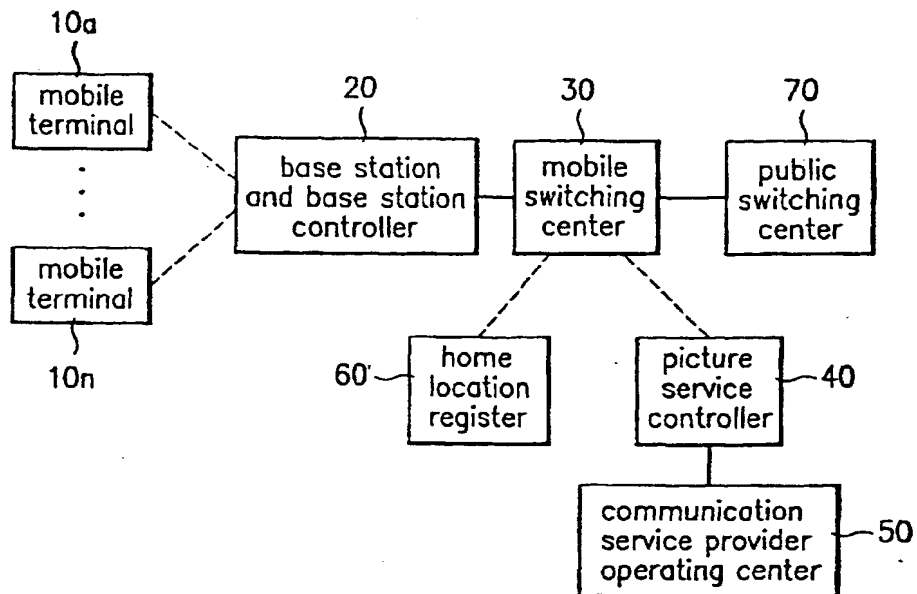 10a
mobile
terminal
20
base station
and base station
controller
30
mobile
switching
center
70
public
switching
center
mobile
terminal
10n
60
home
location
register
picture
service
controller
40
communication
service provider
operating center
50